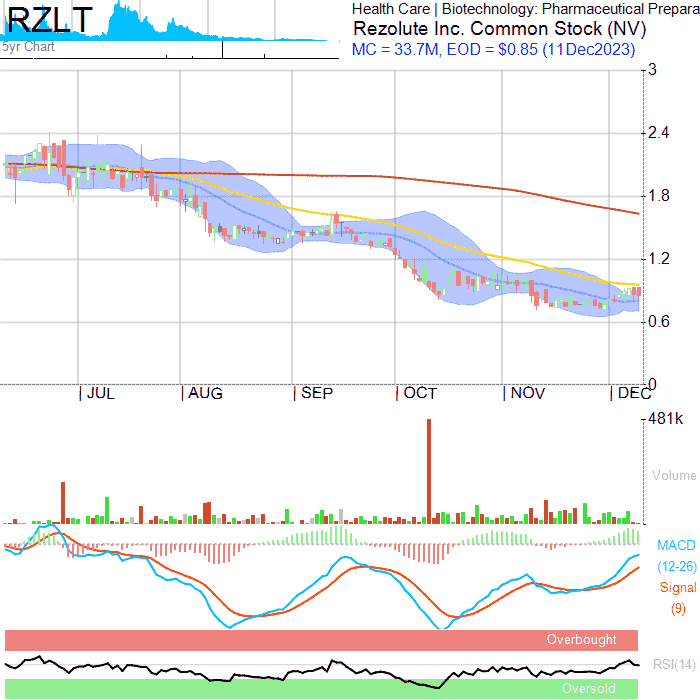 RZLT
5yr Chart
Health Care | Biotechnology: Pharmaceutical Prepara
Rezolute Inc. Common Stock (NV)
MC = 33.7M, EOD = $0.85 (11Dec2023)
3
2.4
1.8
1.2
0.6
0
JUL AUG SEP OCT NOV DEC
481k
Volume
MACD
(12-26)
Signal
(9)
Overbought
RSI(14)
Oversold